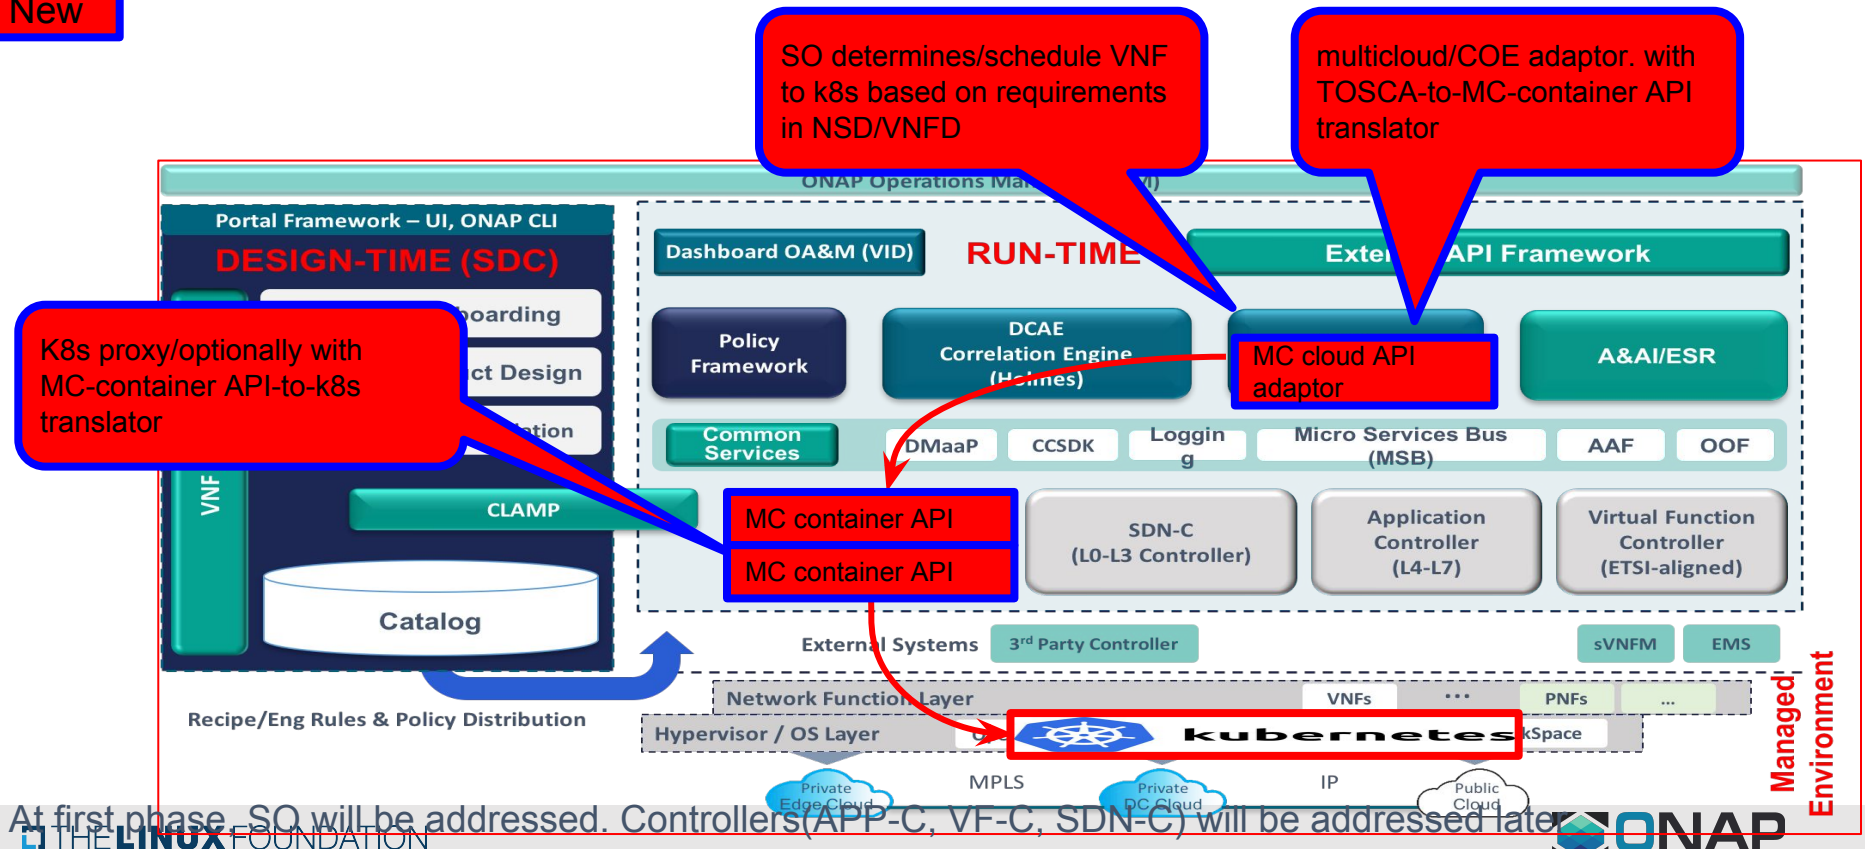 New
SO determines/schedule VNF
to k8s based on requirements
in NSD/VNFD
multicloud/COE adaptor. with
TOSCA-to-MC-container API
translator
ONAP Operations Ma
Portal Framework – UI, ONAP CLI
DESIGN-TIME (SDC)
Dashboard OA&M (VID)
RUN-TIME
API Framework
boarding
ct Design
K8s proxy/optionally with
MC-container API-to-k8s
translator
VNF
Policy
Framework
DCAE
Correlation Engine
(Holmes)
MC cloud API
adaptor
A&AI/ESR
Common
Services
DMaaP
CCSDK
Loggin
g
Micro Services Bus
(MSB)
AAF
OOF
CLAMP
MC container API
MC container API
SDN-C
(L0-L3 Controller)
Application
Controller
(L4-L7)
Virtual Function
Controller
(ETSI-aligned)
Catalog
External Systems
3rd Party Controller
sVNFM
EMS
Recipe/Eng Rules & Policy Distribution
Network Function Layer
VNFs
...
PNFs
...
Hypervisor / OS Layer
kubernetes
kSpace
Managed
Environment
Private
Edge Cloud
MPLS
Private
DC Cloud
IP
Public
Cloud
At first phase, SO will be addressed. Controllers(APP-C, VF-C, SDN-C) will be addressed later
THE LINUX FOUNDATION
ONAP